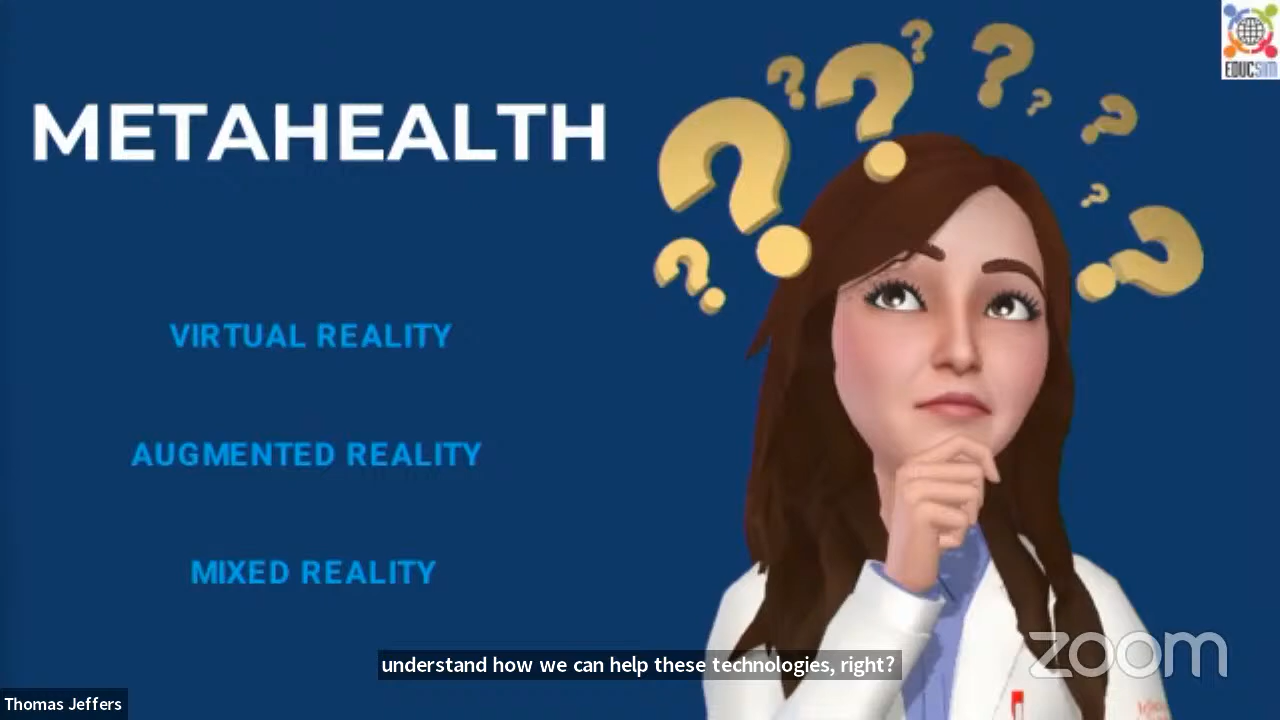 EDUCSIM
METAHEALTH
VIRTUAL REALITY
AUGMENTED REALITY
MIXED REALITY
understand how we can help these technologies, right?
zoom
Thomas Jeffers